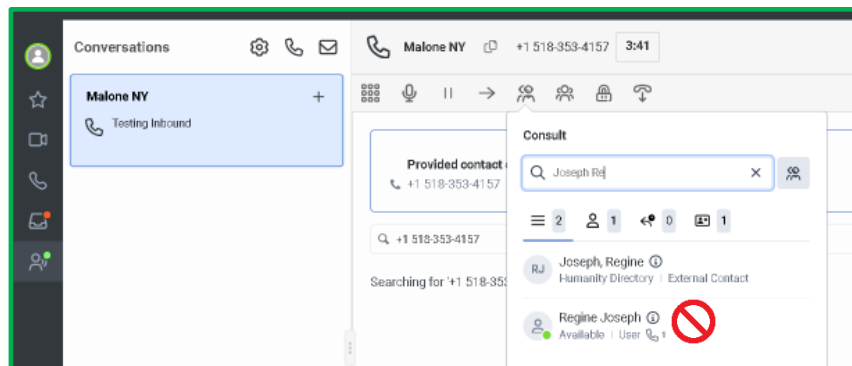 Conversations
Malone NY
+1 518-353-4157
3:41
Malone NY
+
Testing Inbound
Consult
Provided contact
+1 518-353-4157
Joseph Re
2
1
0
1
+1 518-353-4157
Searching for '+1 518-35
RJ
Joseph, Regine
Humanity Directory | External Contact
Regine Joseph
Available | User 1